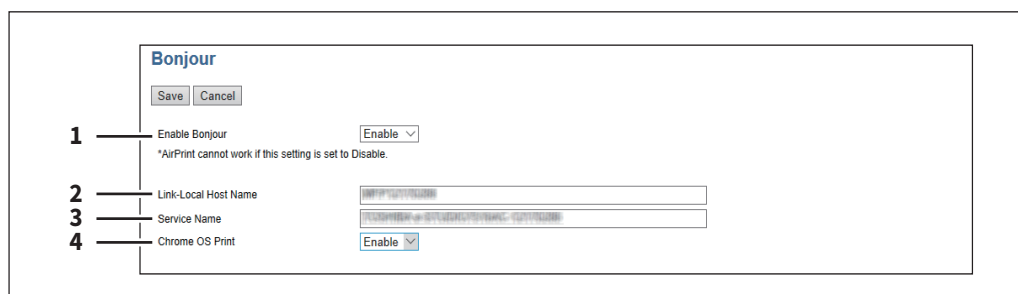 Bonjour
Save Cancel
1 Enable Bonjour Enable
*AirPrint cannot work if this setting is set to Disable.
2 Link-Local Host Name
3 Service Name
4 Chrome OS Print Enable